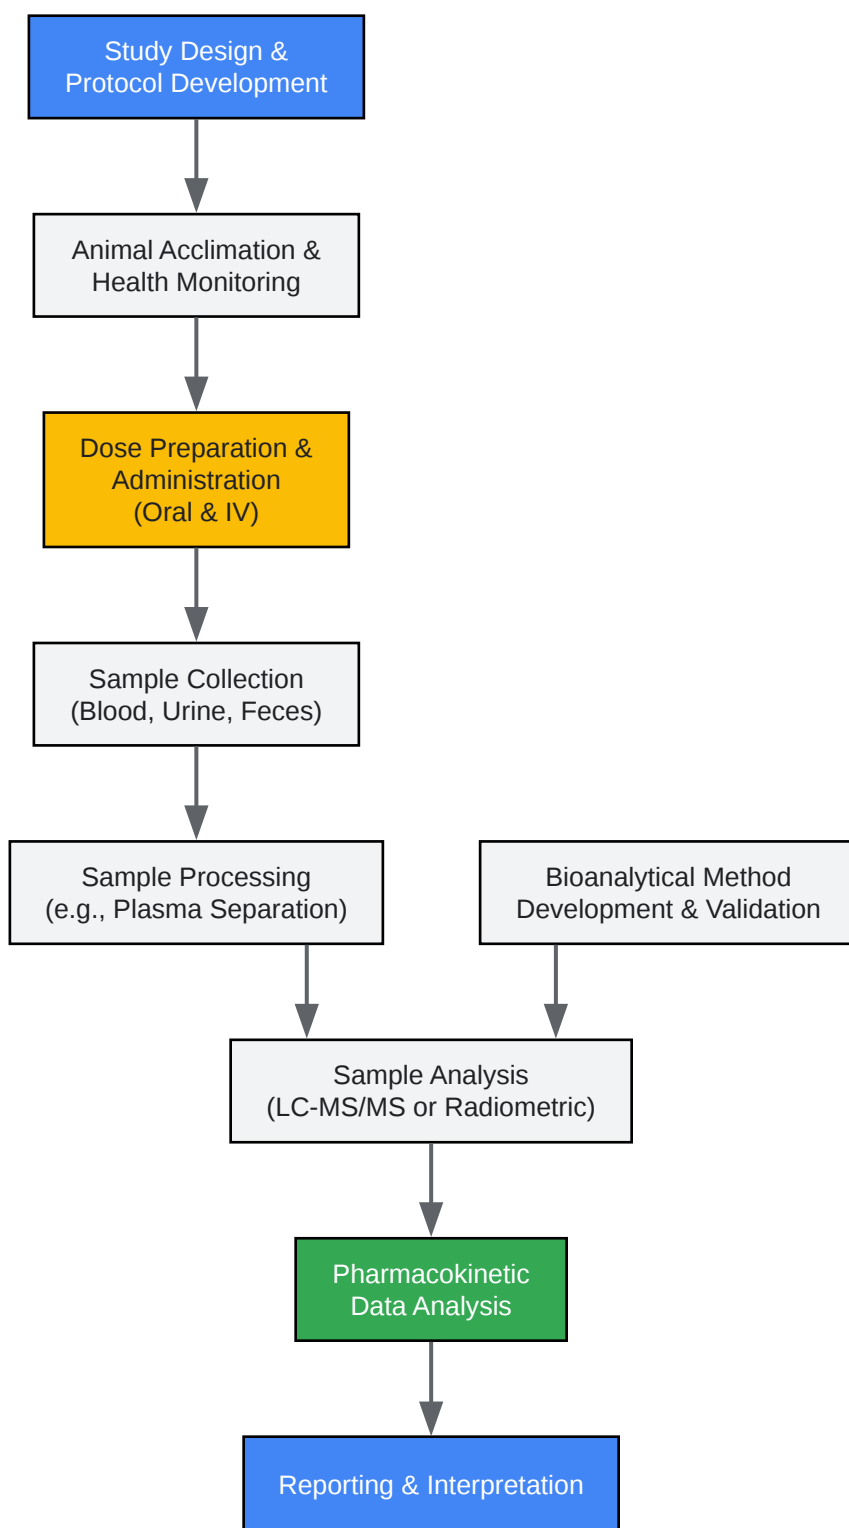 Study Design &
Protocol Development
Animal Acclimation &
Health Monitoring
Dose Preparation &
Administration
(Oral & IV)
Sample Collection
(Blood, Urine, Feces)
Sample Processing
(e.g., Plasma Separation)
Bioanalytical Method
Development & Validation
Sample Analysis
(LC-MS/MS or Radiometric)
Pharmacokinetic
Data Analysis
Reporting & Interpretation